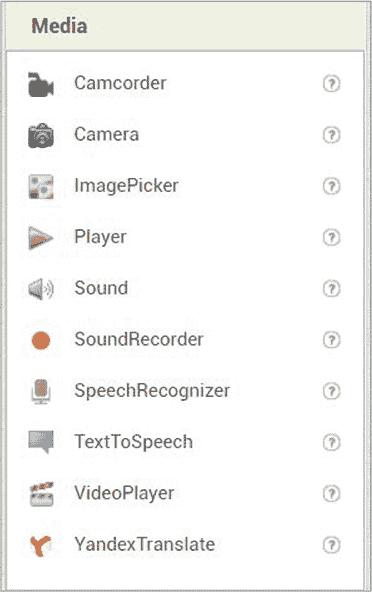 Media
Camcorder ?
Camera ?
ImagePicker ?
Player ?
Sound ?
SoundRecorder ?
SpeechRecognizer ?
TextToSpeech ?
VideoPlayer ?
YandexTranslate ?